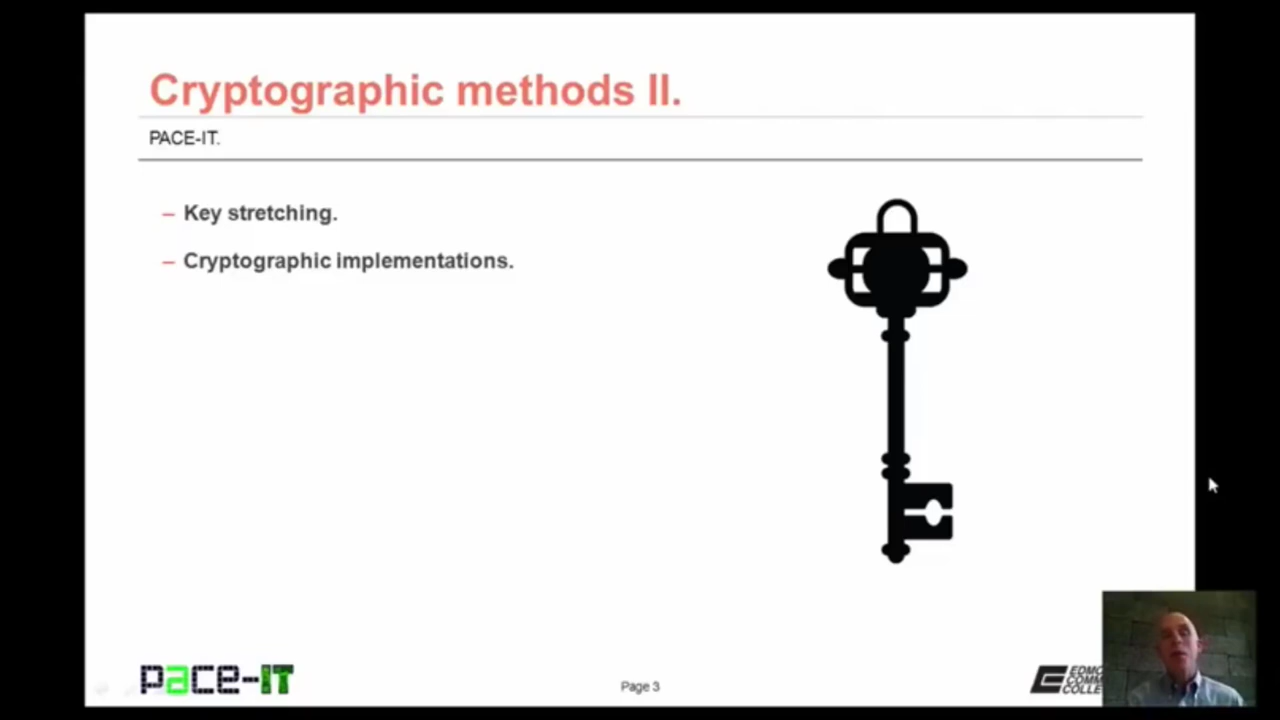 Cryptographic methods II.
PACE-IT.
– Key stretching.
– Cryptographic implementations.
pace-IT
Page 3